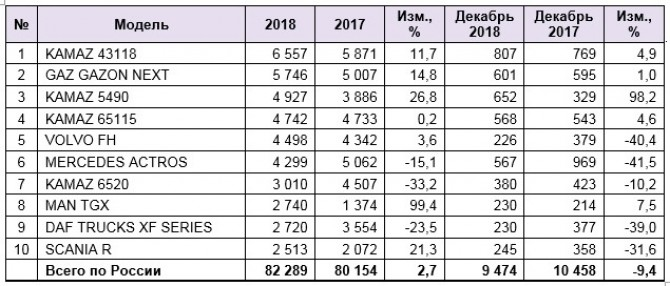 № Модель 2018 2017 Изм., % Декабрь 2018 Декабрь 2017 Изм., %
1 KAMAZ 43118 6 557 5 871 11,7 807 769 4,9
2 GAZ GAZON NEXT 5 746 5 007 14,8 601 595 1,0
3 KAMAZ 5490 4 927 3 886 26,8 652 329 98,2
4 KAMAZ 65115 4 742 4 733 0,2 568 543 4,6
5 VOLVO FH 4 498 4 342 3,6 226 379 -40,4
6 MERCEDES ACTROS 4 299 5 062 -15,1 567 969 -41,5
7 KAMAZ 6520 3 010 4 507 -33,2 380 423 -10,2
8 MAN TGX 2 740 1 374 99,4 230 214 7,5
9 DAF TRUCKS XF SERIES 2 720 3 554 -23,5 230 377 -39,0
10 SCANIA R 2 513 2 072 21,3 245 358 -31,6
Всего по России 82 289 80 154 2,7 9 474 10 458 -9,4